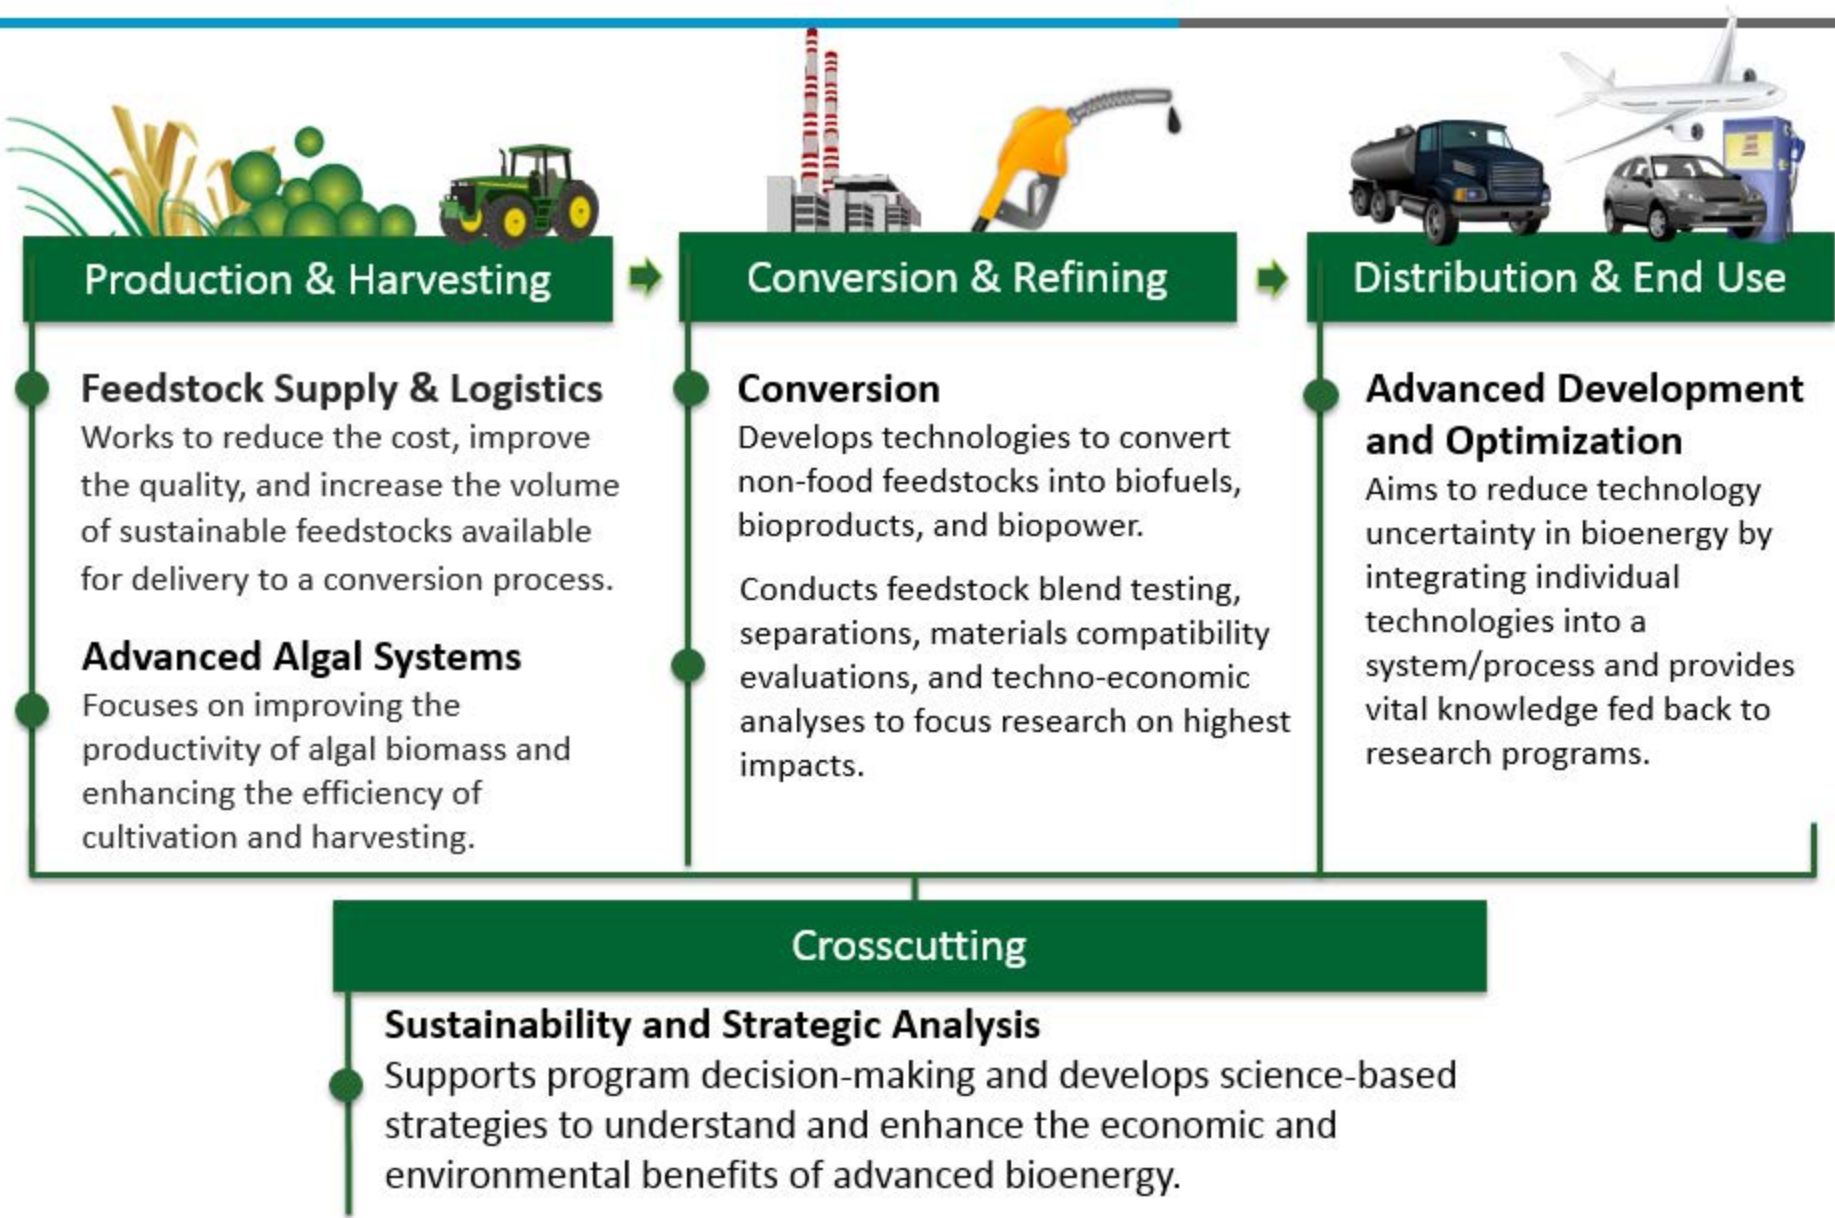 Production & Harvesting
Feedstock Supply & Logistics
Works to reduce the cost, improve
the quality, and increase the volume
of sustainable feedstocks available
for delivery to a conversion process.
Advanced Algal Systems
Focuses on improving the
productivity of algal biomass and
enhancing the efficiency of
cultivation and harvesting.
Conversion & Refining
Conversion
Develops technologies to convert
non-food feedstocks into biofuels,
bioproducts, and biopower.
Conducts feedstock blend testing,
separations, materials compatibility
evaluations, and techno-economic
analyses to focus research on highest
impacts.
Distribution & End Use
Advanced Development
and Optimization
Aims to reduce technology
uncertainty in bioenergy by
integrating individual
technologies into a
system/process and provides
vital knowledge fed back to
research programs.
Crosscutting
Sustainability and Strategic Analysis
Supports program decision-making and develops science-based
strategies to understand and enhance the economic and
environmental benefits of advanced bioenergy.